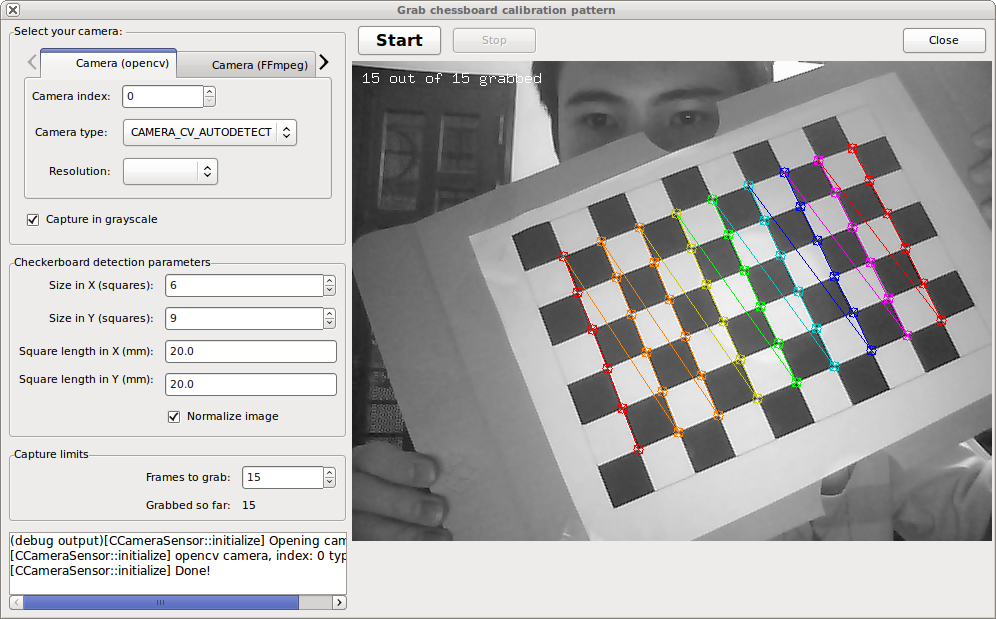 Grab chessboard calibration pattern
Select your camera:
Camera (opencv)
Camera (FFmpeg)
Camera index:
0
Camera type:
CAMERA_CV_AUTODETECT
Resolution:
Capture in grayscale
Checkerboard detection parameters
Size in X (squares):
6
Size in Y (squares):
9
Square length in X (mm):
20.0
Square length in Y (mm):
20.0
Normalize image
Capture limits
Frames to grab:
15
Grabbed so far:
15
(debug output)[CCameraSensor::initialize] Opening cam
[CCameraSensor::initialize] opencv camera, index: 0 typ
[CCameraSensor::initialize] Done!
Start
Stop
Close
15 out of 15 grabbed